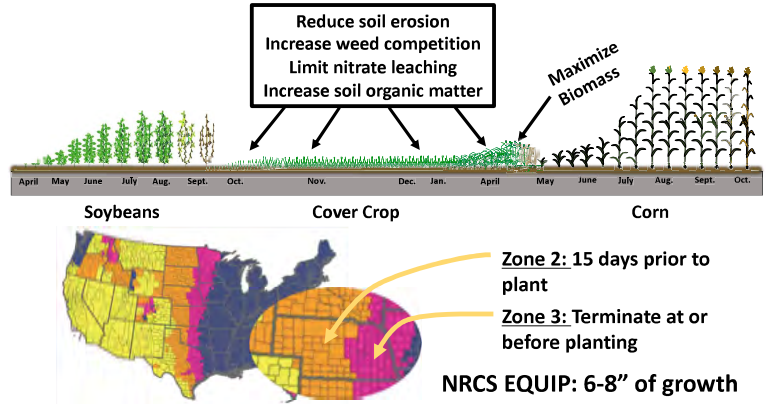 Reduce soil erosion
Increase weed competition
Limit nitrate leaching
Increase soil organic matter
Maximize
Biomass
April May June July Aug. Sept. Oct. Nov. Dec. Jan. April May June July Aug. Sept. Oct.
Soybeans Cover Crop Corn
Zone 2: 15 days prior to
plant
Zone 3: Terminate at or
before planting
NRCS EQUIP: 6-8” of growth